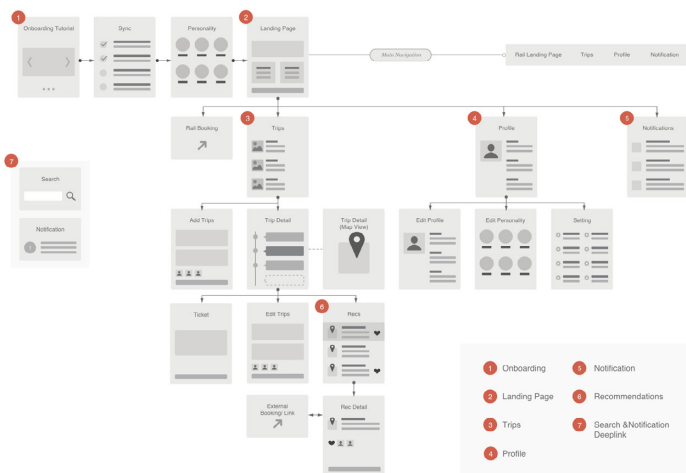 1
Onboarding Tutorial
Sync
Personality
2
Landing Page
Main Navigation
Rail Landing Page Trips Profile Notification
Rail Booking
3
Trips
4
Profile
5
Notifications
7
Search
Notification
Add Trips
Trip Detail
Trip Detail
(Map View)
Edit Profile
Edit Personality
Setting
Ticket
Edit Trips
6
Recs
External
Booking/ Link
Rec Detail
1 Onboarding
2 Landing Page
3 Trips
4 Profile
5 Notification
6 Recommendations
7 Search &Notification
Deeplink